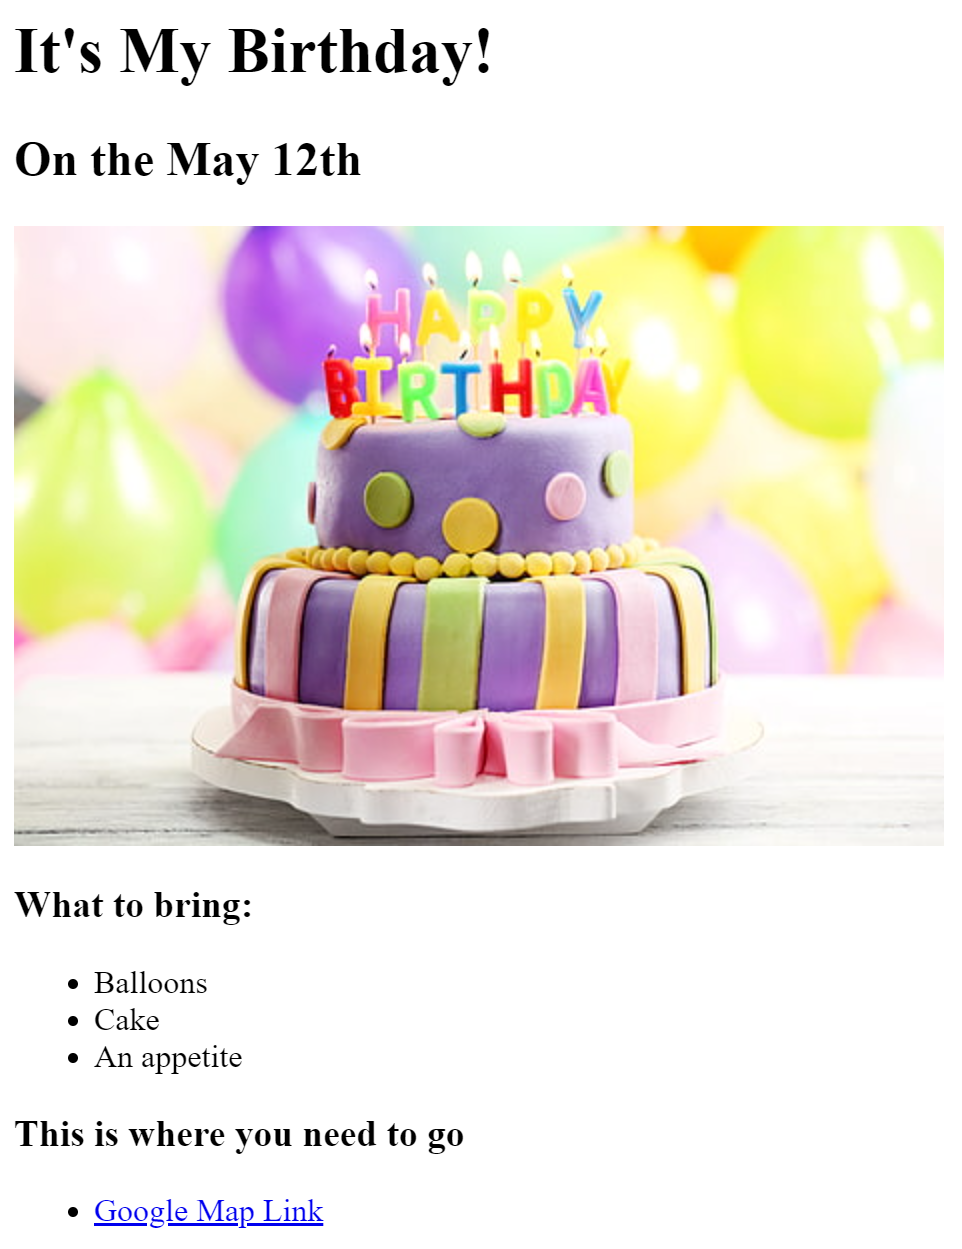 It's My Birthday!
On the May 12th
HAPPY
BIRTHDAY
What to bring:
Balloons
Cake
An appetite
This is where you need to go
Google Map Link